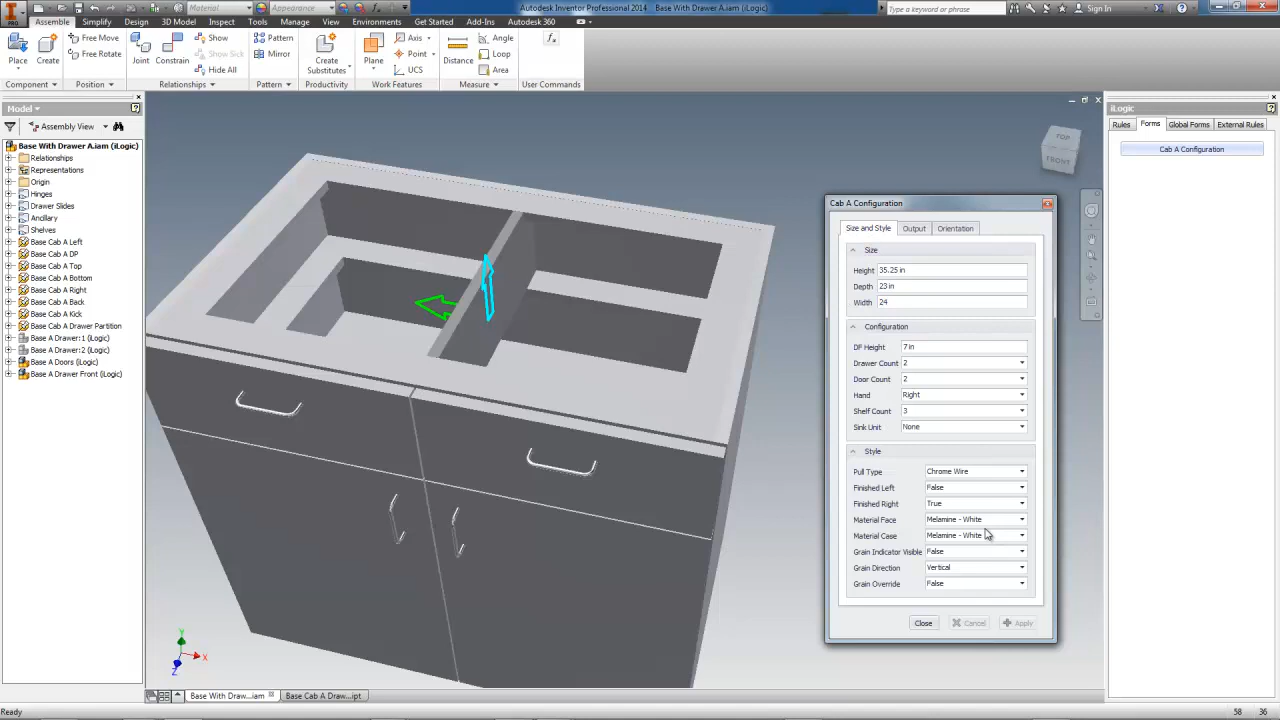 Material
Appearance
Autodesk Inventor Professional 2014
Base With Drawer A.iam (iLogic)
Type a keyword or phrase
Sign In
PRO
Assemble
Simplify
Design
3D Model
Inspect
Tools
Manage
View
Environments
Get Started
Add-Ins
Autodesk 360
Place
Create
Free Move
Free Rotate
Joint
Constrain
Show
Show Sick
Hide All
Pattern
Mirror
Create Substitutes
Plane
Axis
Point
UCS
Distance
Angle
Loop
Area
fx
Component
Position
Relationships
Pattern
Productivity
Work Features
Measure
User Commands
Model
Assembly View
Base With Drawer A.iam (iLogic)
Relationships
Representations
Origin
Hinges
Drawer Slides
Ancillary
Shelves
Base Cab A Left
Base Cab A DP
Base Cab A Top
Base Cab A Bottom
Base Cab A Right
Base Cab A Back
Base Cab A Kick
Base Cab A Drawer Partition
Base A Drawer:1 (iLogic)
Base A Drawer:2 (iLogic)
Base A Doors (iLogic)
Base A Drawer Front (iLogic)
TOP
FRONT
Y
X
Z
Cab A Configuration
Size and Style
Output
Orientation
Size
Height 35.25 in
Depth 23 in
Width 24
Configuration
DF Height 7 in
Drawer Count 2
Door Count 2
Hand Right
Shelf Count 3
Sink Unit None
Style
Pull Type Chrome Wire
Finished Left False
Finished Right True
Material Face Melamine - White
Material Case Melamine - White
Grain Indicator Visible False
Grain Direction Vertical
Grain Override False
Close
Cancel
Apply
iLogic
Rules
Forms
Global Forms
External Rules
Cab A Configuration
Base With Draw...iam
Base Cab A Draw...ipt
Ready
58
36